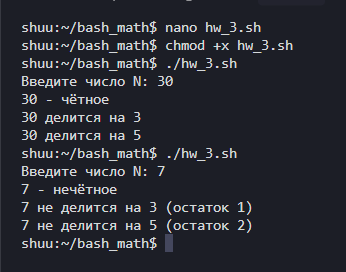 shuu:~/bash_math$ nano hw_3.sh
shuu:~/bash_math$ chmod +x hw_3.sh
shuu:~/bash_math$ ./hw_3.sh
Введите число N: 30
30 - чётное
30 делится на 3
30 делится на 5
shuu:~/bash_math$ ./hw_3.sh
Введите число N: 7
7 - нечётное
7 не делится на 3 (остаток 1)
7 не делится на 5 (остаток 2)
shuu:~/bash_math$